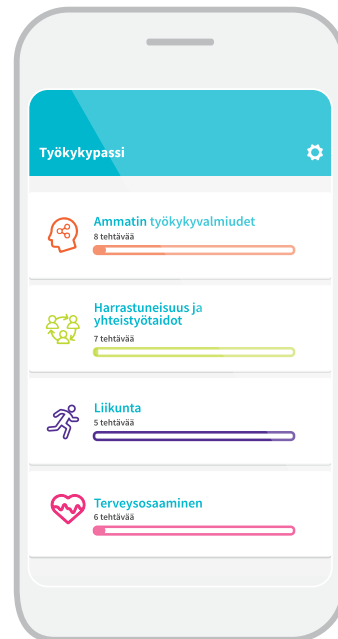 Työkykypassi
Ammatin työkykyvalmiudet
8 tehtävää
Harrastuneisuus ja
yhteistyötaidot
7 tehtävää
Liikunta
5 tehtävää
Terveysosaaminen
6 tehtävää